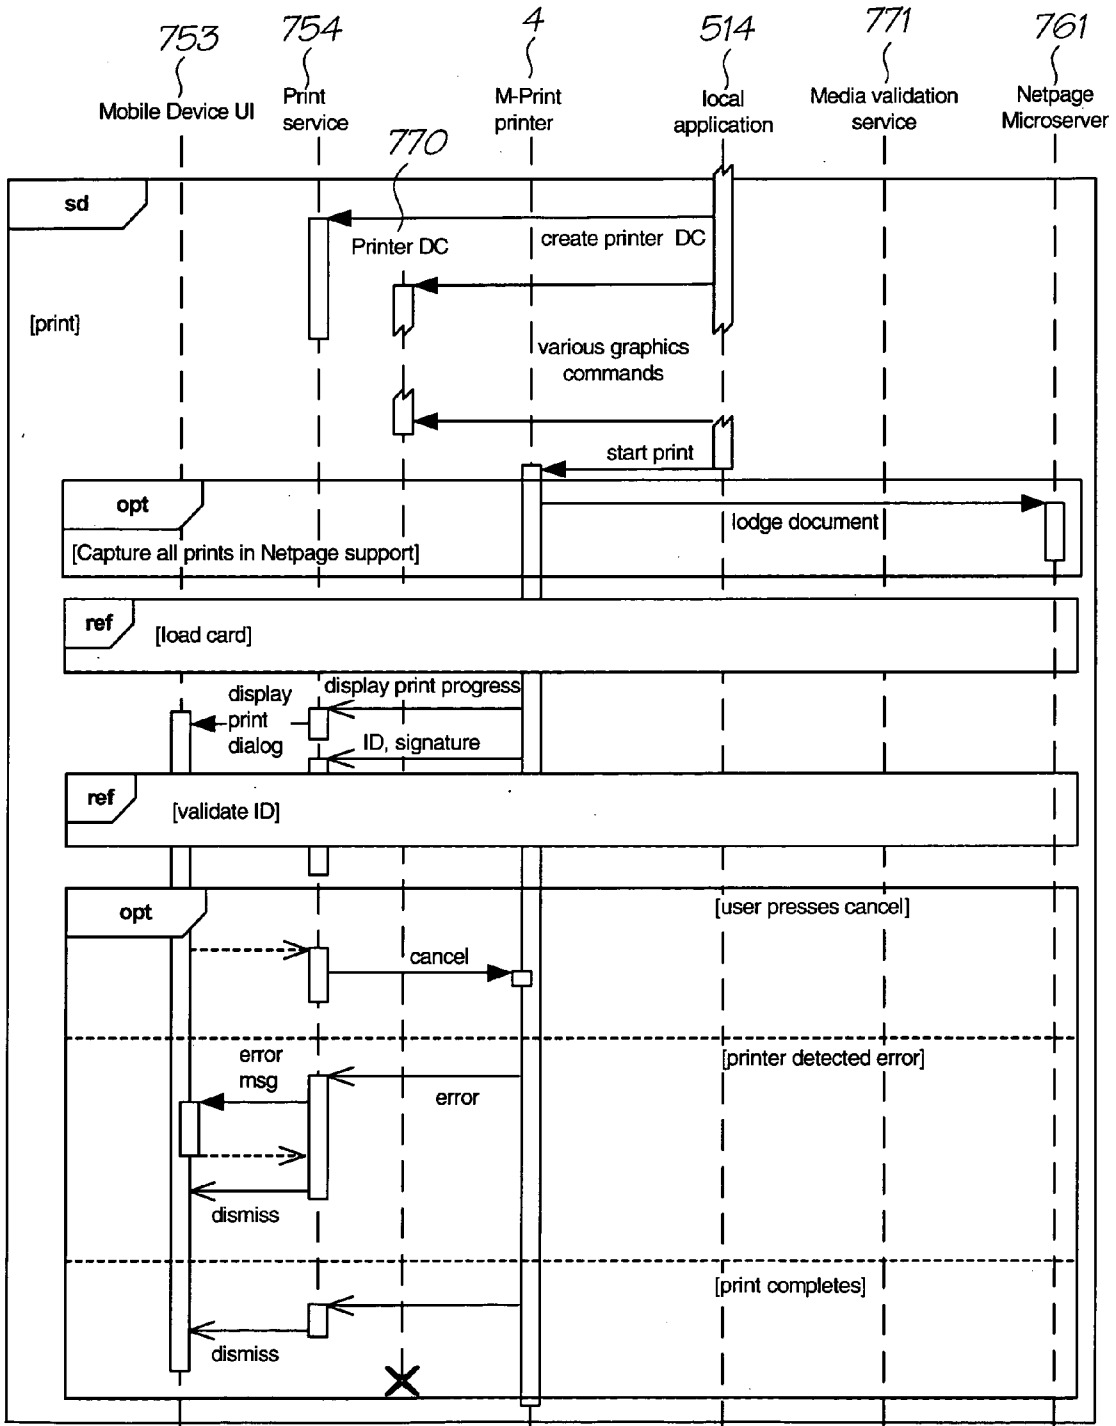 753
754
4
514
771
761
Mobile Device UI
Print
service
M-Print
printer
local
application
Media validation
service
Netpage
Microserver
770
sd
Printer DC
create printer DC
[print]
various graphics
commands
start print
opt
lodge document
[Capture all prints in Netpage support]
ref
[load card]
display
print
dialog
display print progress
ID, signature
ref
[validate ID]
opt
[user presses cancel]
cancel
[printer detected error]
error
msg
error
dismiss
[print completes]
dismiss